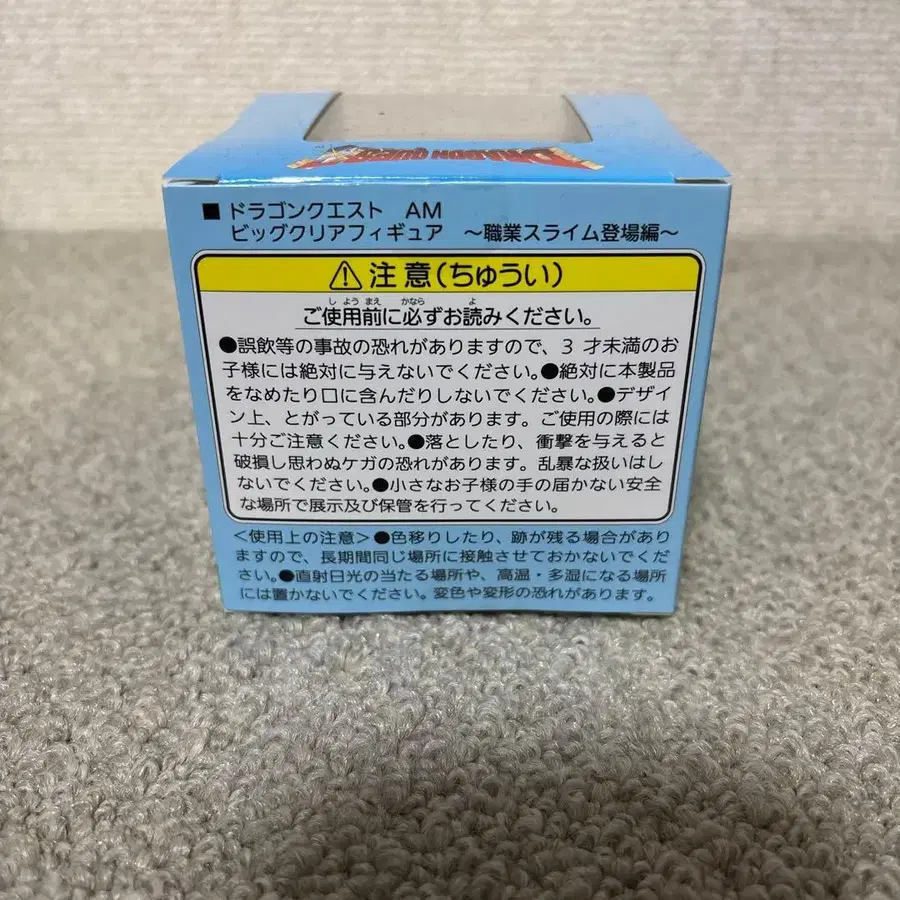 DRAGON QUEST
■ ドラゴンクエスト AM
ビッグクリアフィギュア ～職業スライム登場編～
⚠ 注意(ちゅうい)
しようまえ かなら よ
ご使用前に必ずお読みください。
●誤飲等の事故の恐れがありますので、3才未満のお
子様には絶対に与えないでください。●絶対に本製品
をなめたり口に含んだりしないでください。●デザイ
ン上、とがっている部分があります。ご使用の際には
十分ご注意ください。●落としたり、衝撃を与えると
破損し思わぬケガの恐れがあります。乱暴な扱いはし
ないでください。●小さなお子様の手の届かない安全
な場所で展示及び保管を行ってください。
＜使用上の注意＞●色移りしたり、跡が残る場合があり
ますので、長期間同じ場所に接触させておかないでくだ
さい。●直射日光の当たる場所や、高温・多湿になる場所
には置かないでください。変色や変形の恐れがあります。